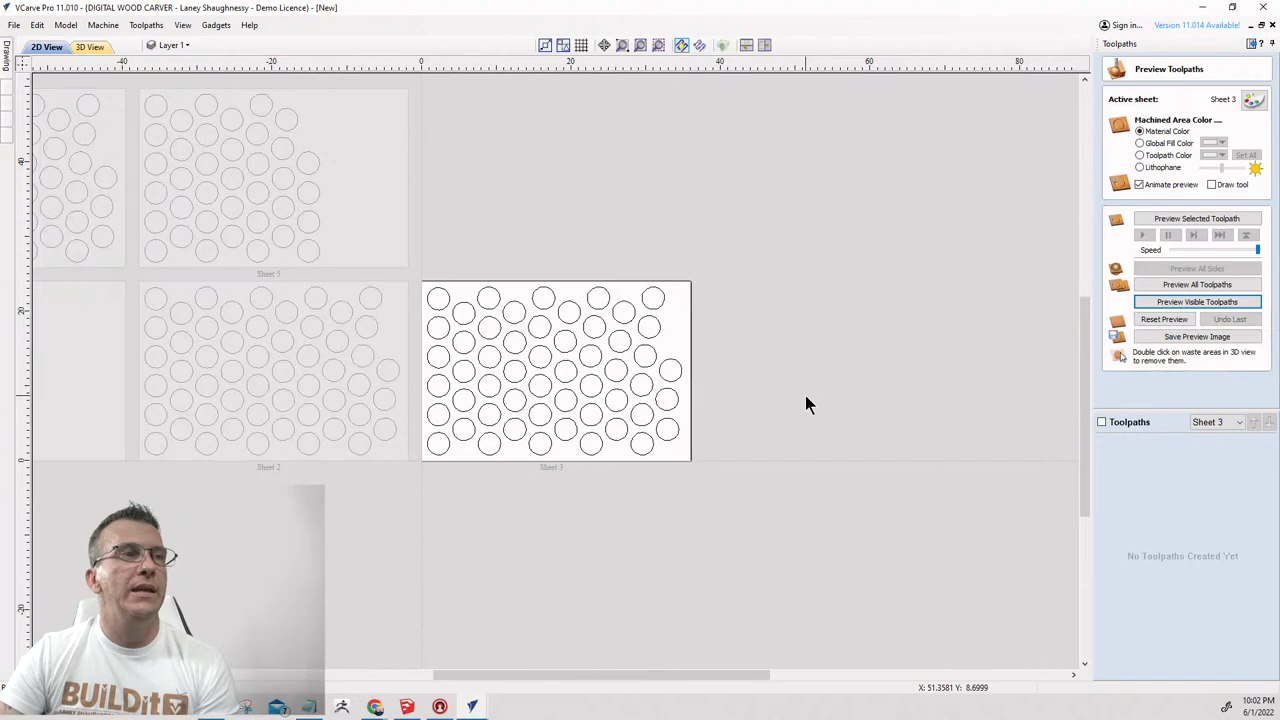 VCarve Pro 11.010 - (DIGITAL WOOD CARVER - Laney Shaughnessy - Demo Licence) - [New]
File Edit Model Machine Toolpaths View Gadgets Help
Sign in... Version 11.014 Available!
2D View 3D View Layer 1
Toolpaths
Drawing
-40 -20 0 20 40 60 80
Preview Toolpaths
Active sheet: Sheet 3
Machined Area Color ....
Material Color
Global Fill Color
Toolpath Color Set All
Lithophane
Animate preview Draw tool
Preview Selected Toolpath
Speed
Preview All Sides
Preview All Toolpaths
Preview Visible Toolpaths
Reset Preview Undo Last
Save Preview Image
Double click on waste areas in 3D view
to remove them.
Toolpaths Sheet 3
No Toolpaths Created Yet
40
20
0
-20
Sheet 5
Sheet 2
Sheet 3
BUiLDiT
X: 51.3581 Y: 8.6999
10:02 PM
6/1/2022